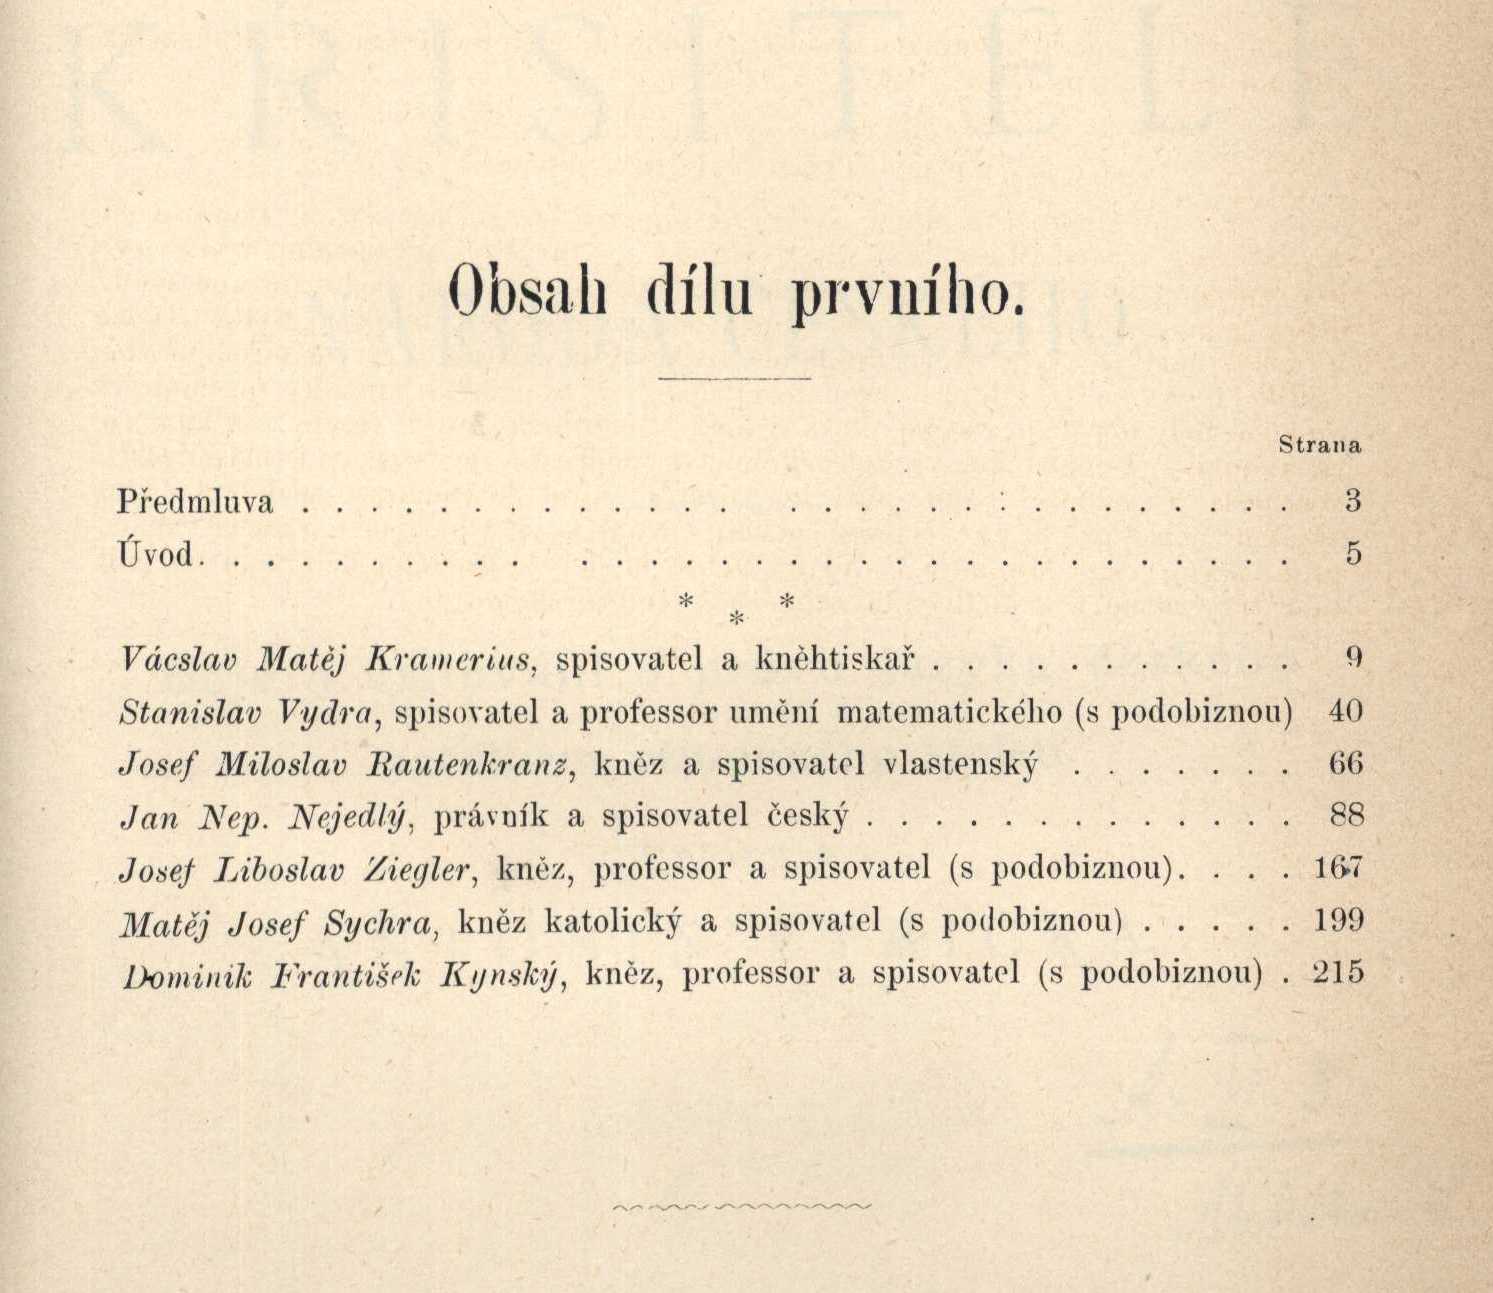 Obsah dílu prvního.
Strana
Předmluva . . . . . . . . . . . . . . . . . . . . . . . . . . . . 3
Úvod. . . . . . . . . . . . . . . . . . . . . . . . . . . . . . . 5
* * *
Vácslav Matěj Kramerius, spisovatel a kněhtiskař . . . . . . . . . . . 9
Stanislav Vydra, spisovatel a professor umění matematického (s podobiznou) 40
Josef Miloslav Rautenkranz, kněz a spisovatel vlastenský . . . . . . . 66
Jan Nep. Nejedlý, právník a spisovatel český . . . . . . . . . . . . . 88
Josef Liboslav Ziegler, kněz, professor a spisovatel (s podobiznou). . . . 167
Matěj Josef Sychra, kněz katolický a spisovatel (s podobiznou) . . . . . 199
Dominik František Kynský, kněz, professor a spisovatel (s podobiznou) . 215